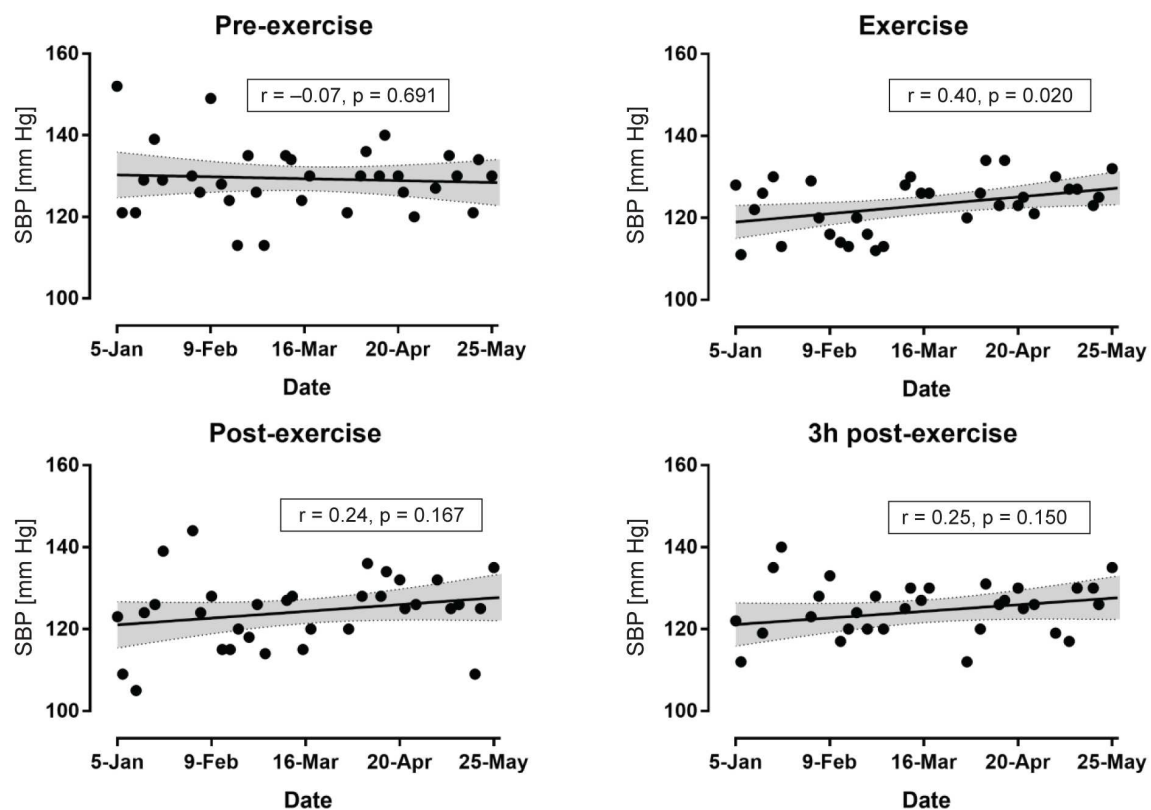 Pre-exercise
SBP [mm Hg]
160
140
120
100
r = –0.07, p = 0.691
5-Jan 9-Feb 16-Mar 20-Apr 25-May
Date
Exercise
SBP [mm Hg]
160
140
120
100
r = 0.40, p = 0.020
5-Jan 9-Feb 16-Mar 20-Apr 25-May
Date
Post-exercise
SBP [mm Hg]
160
140
120
100
r = 0.24, p = 0.167
5-Jan 9-Feb 16-Mar 20-Apr 25-May
Date
3h post-exercise
SBP [mm Hg]
160
140
120
100
r = 0.25, p = 0.150
5-Jan 9-Feb 16-Mar 20-Apr 25-May
Date